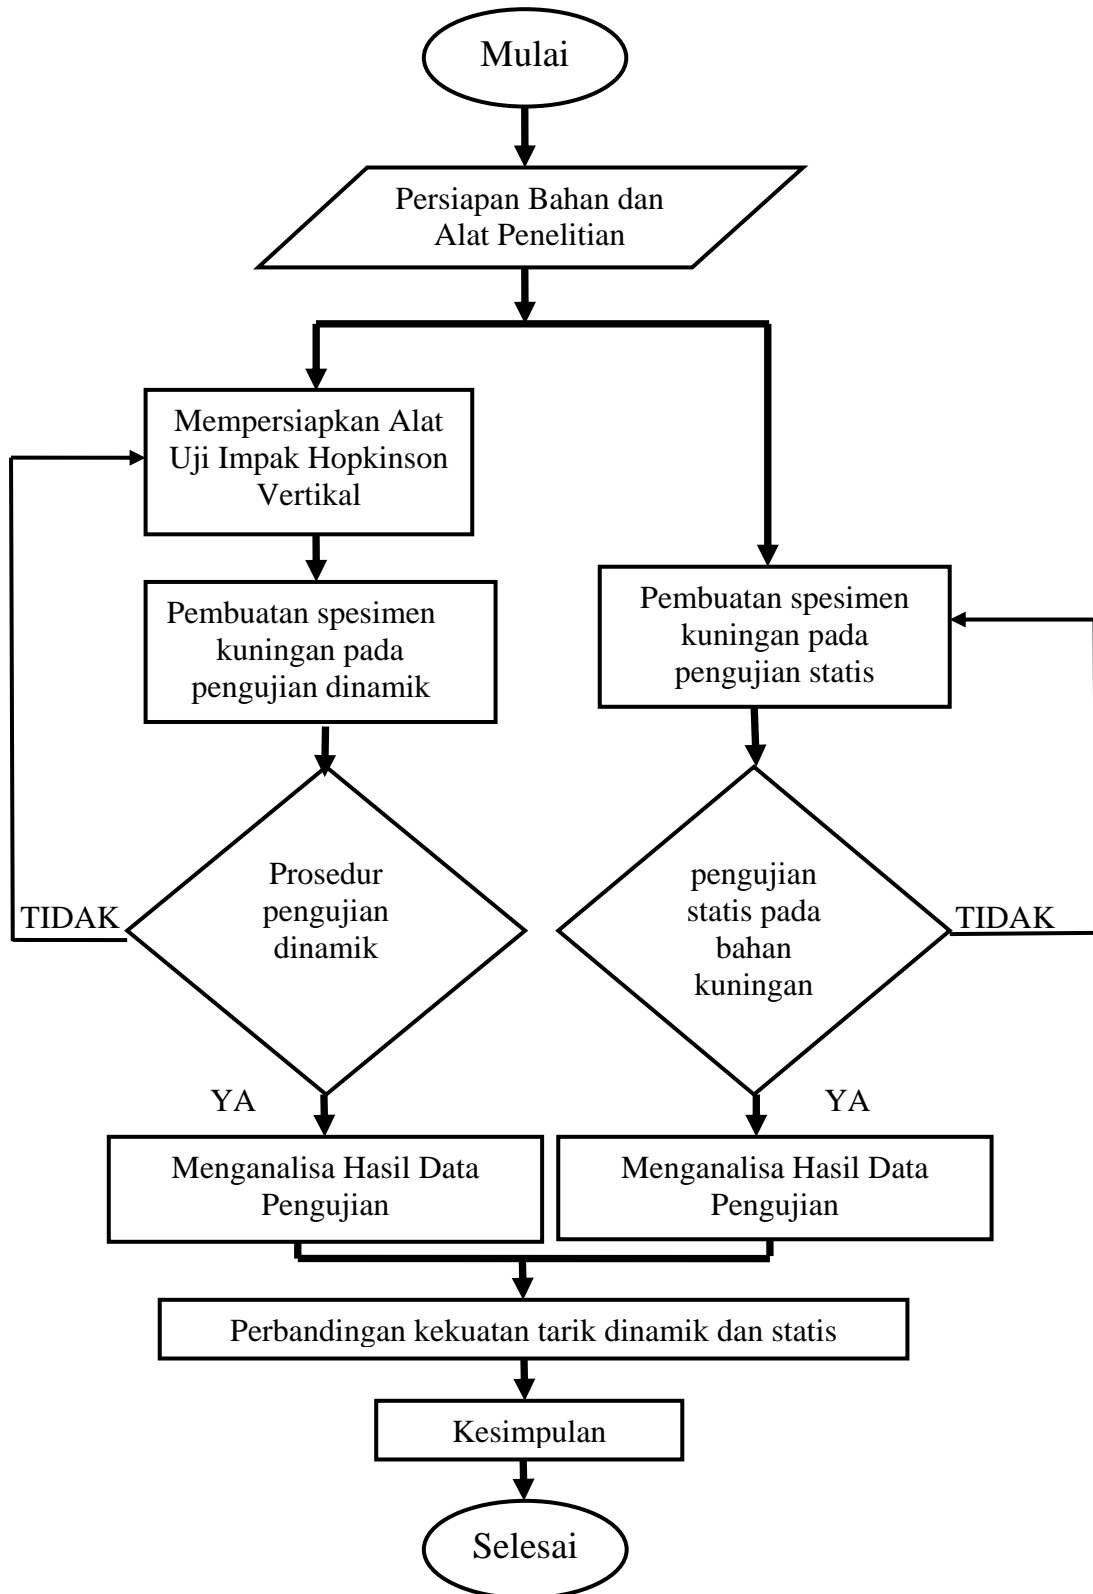 Mulai
Persiapan Bahan dan
Alat Penelitian
Mempersiapkan Alat
Uji Impak Hopkinson
Vertikal
Pembuatan spesimen
kuningan pada
pengujian dinamik
Pembuatan spesimen
kuningan pada
pengujian statis
Prosedur
pengujian
dinamik
TIDAK
pengujian
statis pada
bahan
kuningan
TIDAK
YA
YA
Menganalisa Hasil Data
Pengujian
Menganalisa Hasil Data
Pengujian
Perbandingan kekuatan tarik dinamik dan statis
Kesimpulan
Selesai